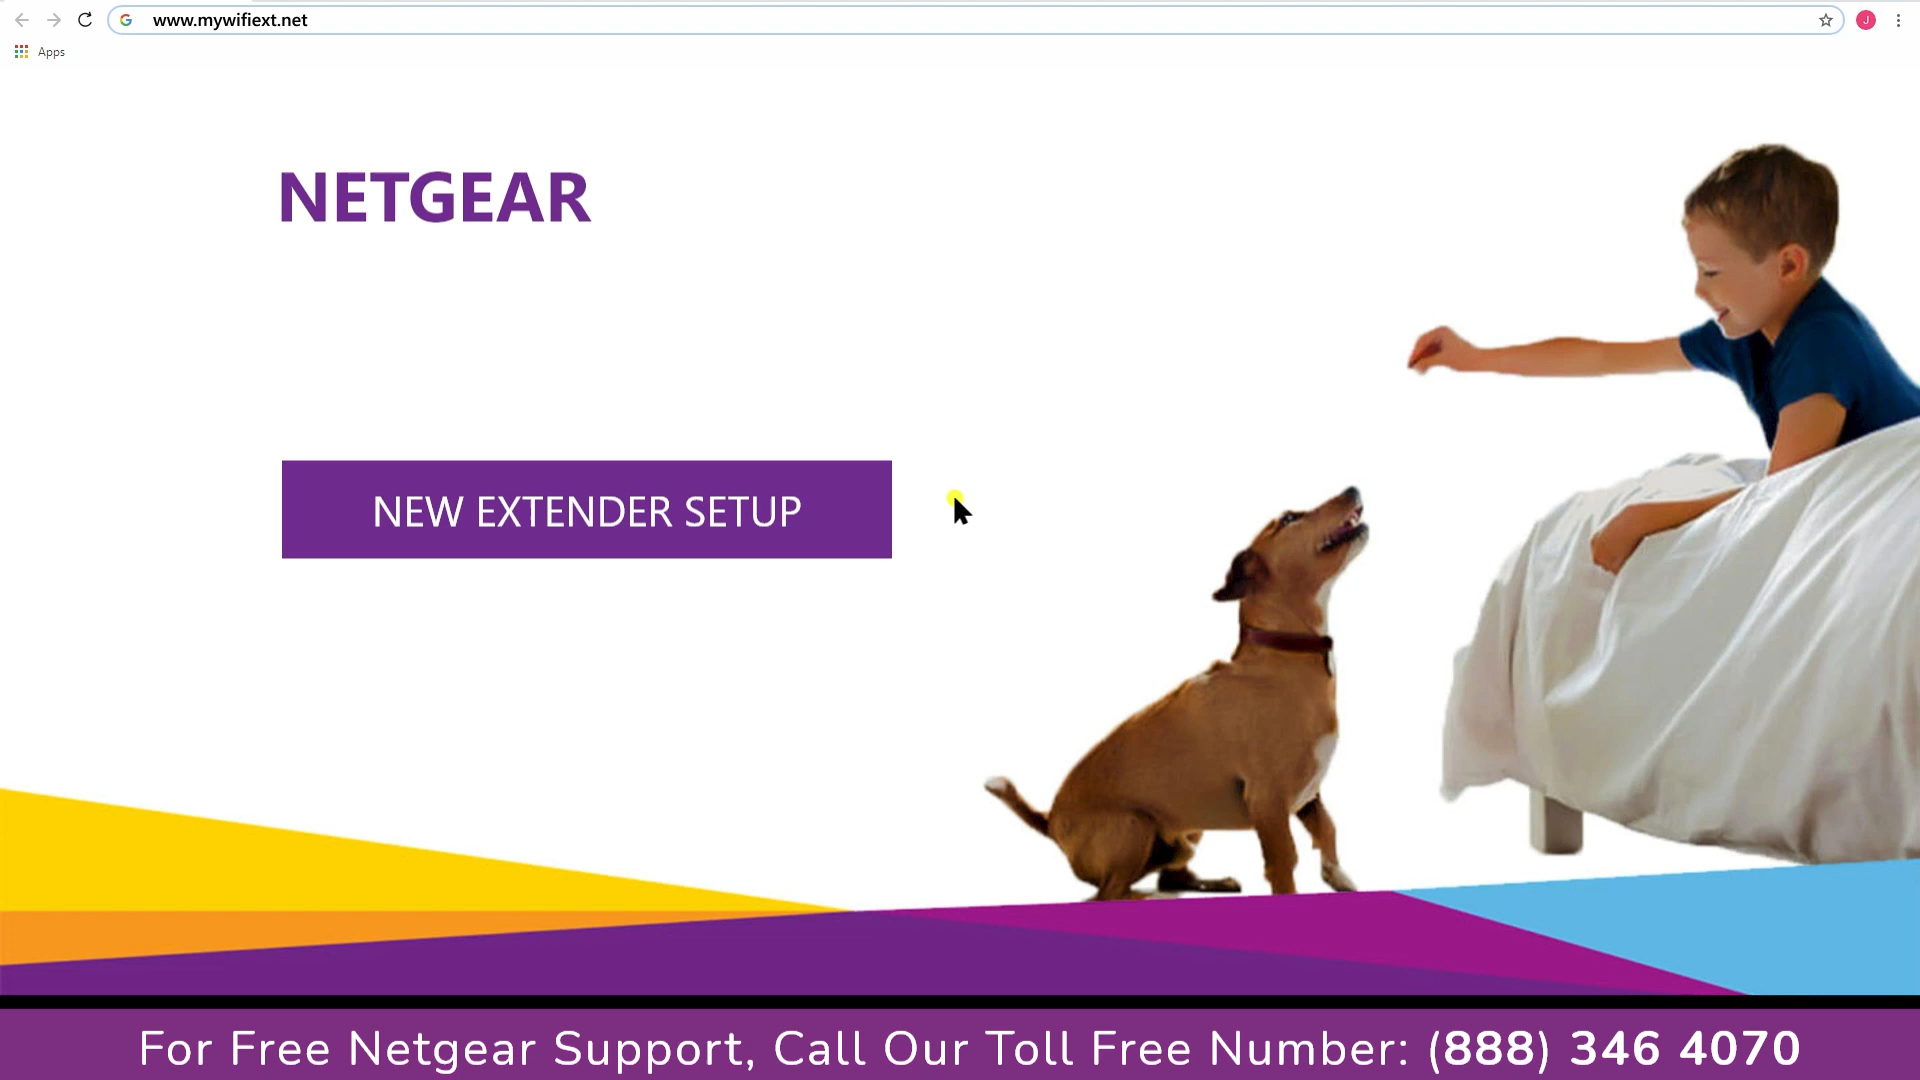 www.mywifiext.net
J
Apps
NETGEAR
NEW EXTENDER SETUP
For Free Netgear Support, Call Our Toll Free Number: (888) 346 4070